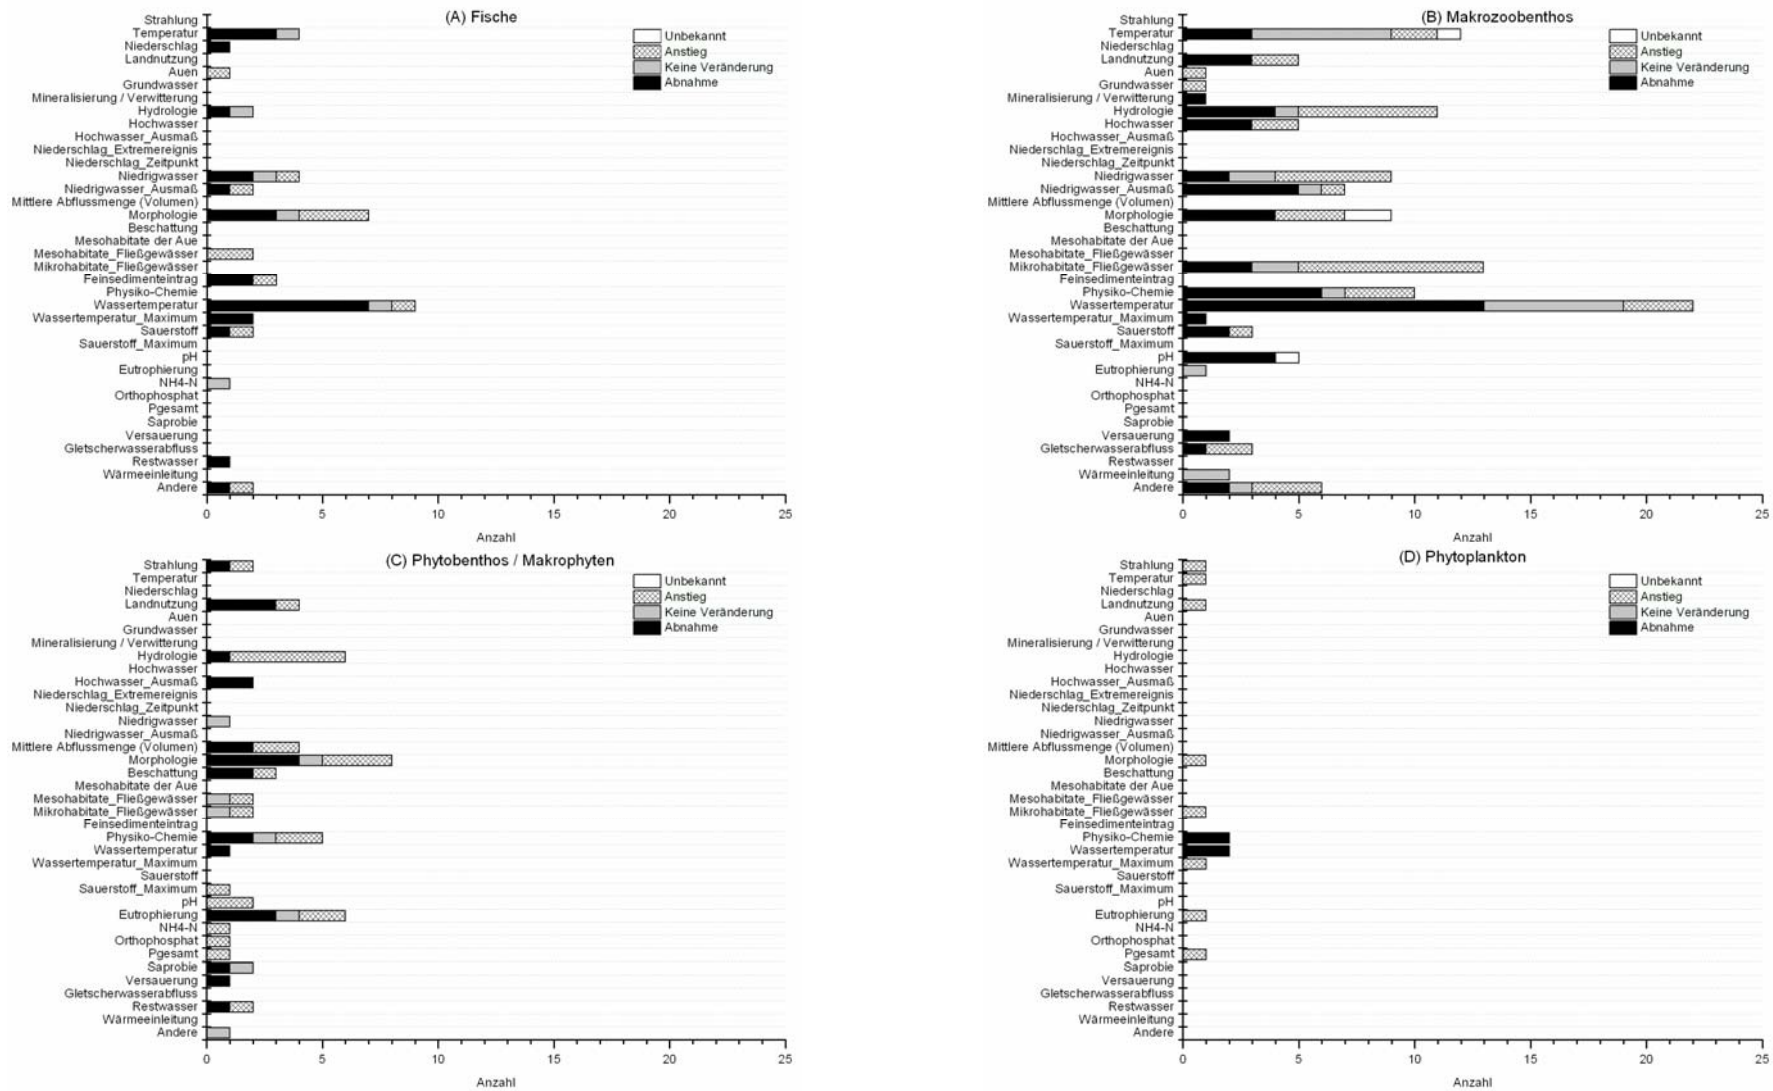 (A) Fische
Strahlung
Temperatur
Niederschlag
Landnutzung
Auen
Grundwasser
Mineralisierung / Verwitterung
Hydrologie
Hochwasser
Hochwasser_Ausmaß
Niederschlag_Extremereignis
Niederschlag_Zeitpunkt
Niedrigwasser
Niedrigwasser_Ausmaß
Mittlere Abflussmenge (Volumen)
Morphologie
Beschattung
Mesohabitate der Aue
Mesohabitate_Fließgewässer
Mikrohabitate_Fließgewässer
Feinsedimenteintrag
Physiko-Chemie
Wassertemperatur
Wassertemperatur_Maximum
Sauerstoff
Sauerstoff_Maximum
pH
Eutrophierung
NH4-N
Orthophosphat
Pgesamt
Saprobie
Versauerung
Gletscherwasserabfluss
Restwasser
Wärmeeinleitung
Andere
Unbekannt
Anstieg
Keine Veränderung
Abnahme
0 5 10 15 20 25
Anzahl
(B) Makrozoobenthos
Strahlung
Temperatur
Niederschlag
Landnutzung
Auen
Grundwasser
Mineralisierung / Verwitterung
Hydrologie
Hochwasser
Hochwasser_Ausmaß
Niederschlag_Extremereignis
Niederschlag_Zeitpunkt
Niedrigwasser
Niedrigwasser_Ausmaß
Mittlere Abflussmenge (Volumen)
Morphologie
Beschattung
Mesohabitate der Aue
Mesohabitate_Fließgewässer
Mikrohabitate_Fließgewässer
Feinsedimenteintrag
Physiko-Chemie
Wassertemperatur
Wassertemperatur_Maximum
Sauerstoff
Sauerstoff_Maximum
pH
Eutrophierung
NH4-N
Orthophosphat
Pgesamt
Saprobie
Versauerung
Gletscherwasserabfluss
Restwasser
Wärmeeinleitung
Andere
Unbekannt
Anstieg
Keine Veränderung
Abnahme
0 5 10 15 20 25
Anzahl
(C) Phytobenthos / Makrophyten
Strahlung
Temperatur
Niederschlag
Landnutzung
Auen
Grundwasser
Mineralisierung / Verwitterung
Hydrologie
Hochwasser
Hochwasser_Ausmaß
Niederschlag_Extremereignis
Niederschlag_Zeitpunkt
Niedrigwasser
Niedrigwasser_Ausmaß
Mittlere Abflussmenge (Volumen)
Morphologie
Beschattung
Mesohabitate der Aue
Mesohabitate_Fließgewässer
Mikrohabitate_Fließgewässer
Feinsedimenteintrag
Physiko-Chemie
Wassertemperatur
Wassertemperatur_Maximum
Sauerstoff
Sauerstoff_Maximum
pH
Eutrophierung
NH4-N
Orthophosphat
Pgesamt
Saprobie
Versauerung
Gletscherwasserabfluss
Restwasser
Wärmeeinleitung
Andere
Unbekannt
Anstieg
Keine Veränderung
Abnahme
0 5 10 15 20 25
Anzahl
(D) Phytoplankton
Strahlung
Temperatur
Niederschlag
Landnutzung
Auen
Grundwasser
Mineralisierung / Verwitterung
Hydrologie
Hochwasser
Hochwasser_Ausmaß
Niederschlag_Extremereignis
Niederschlag_Zeitpunkt
Niedrigwasser
Niedrigwasser_Ausmaß
Mittlere Abflussmenge (Volumen)
Morphologie
Beschattung
Mesohabitate der Aue
Mesohabitate_Fließgewässer
Mikrohabitate_Fließgewässer
Feinsedimenteintrag
Physiko-Chemie
Wassertemperatur
Wassertemperatur_Maximum
Sauerstoff
Sauerstoff_Maximum
pH
Eutrophierung
NH4-N
Orthophosphat
Pgesamt
Saprobie
Versauerung
Gletscherwasserabfluss
Restwasser
Wärmeeinleitung
Andere
Unbekannt
Anstieg
Keine Veränderung
Abnahme
0 5 10 15 20 25
Anzahl